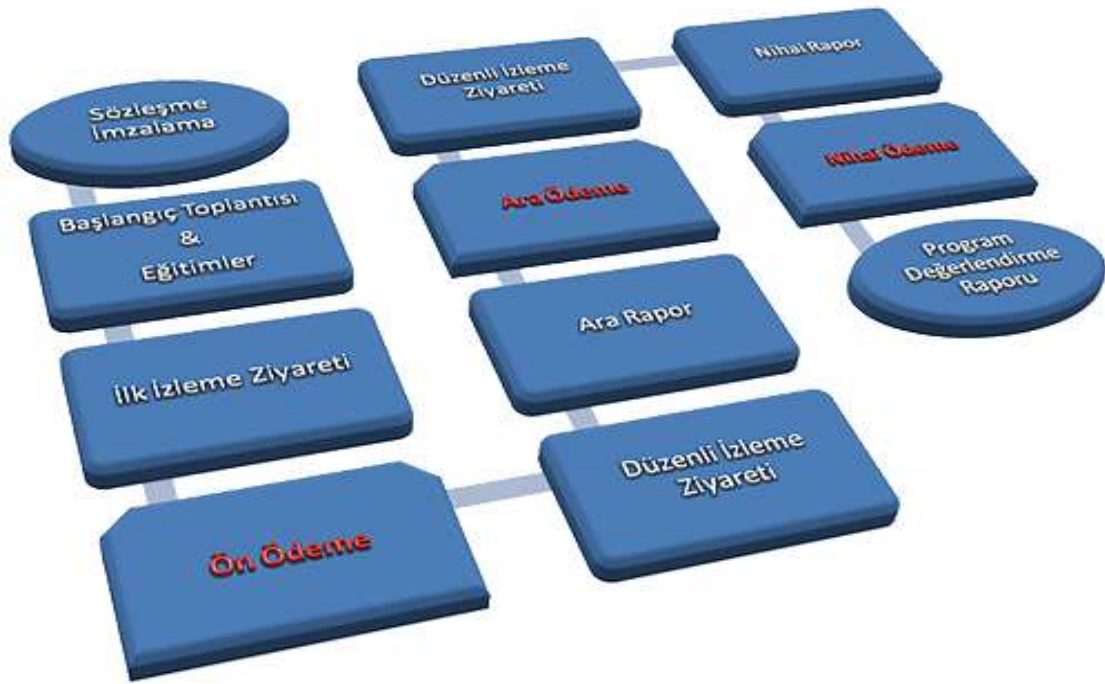 Sözleşme
İmzalama
Başlangıç Toplantısı
&
Eğitimler
İlk İzleme Ziyareti
Ön Ödeme
Düzenli İzleme
Ziyareti
Ara Rapor
Ara Ödeme
Düzenli İzleme
Ziyareti
Nihai Rapor
Nihai Ödeme
Program
Değerlendirme
Raporu